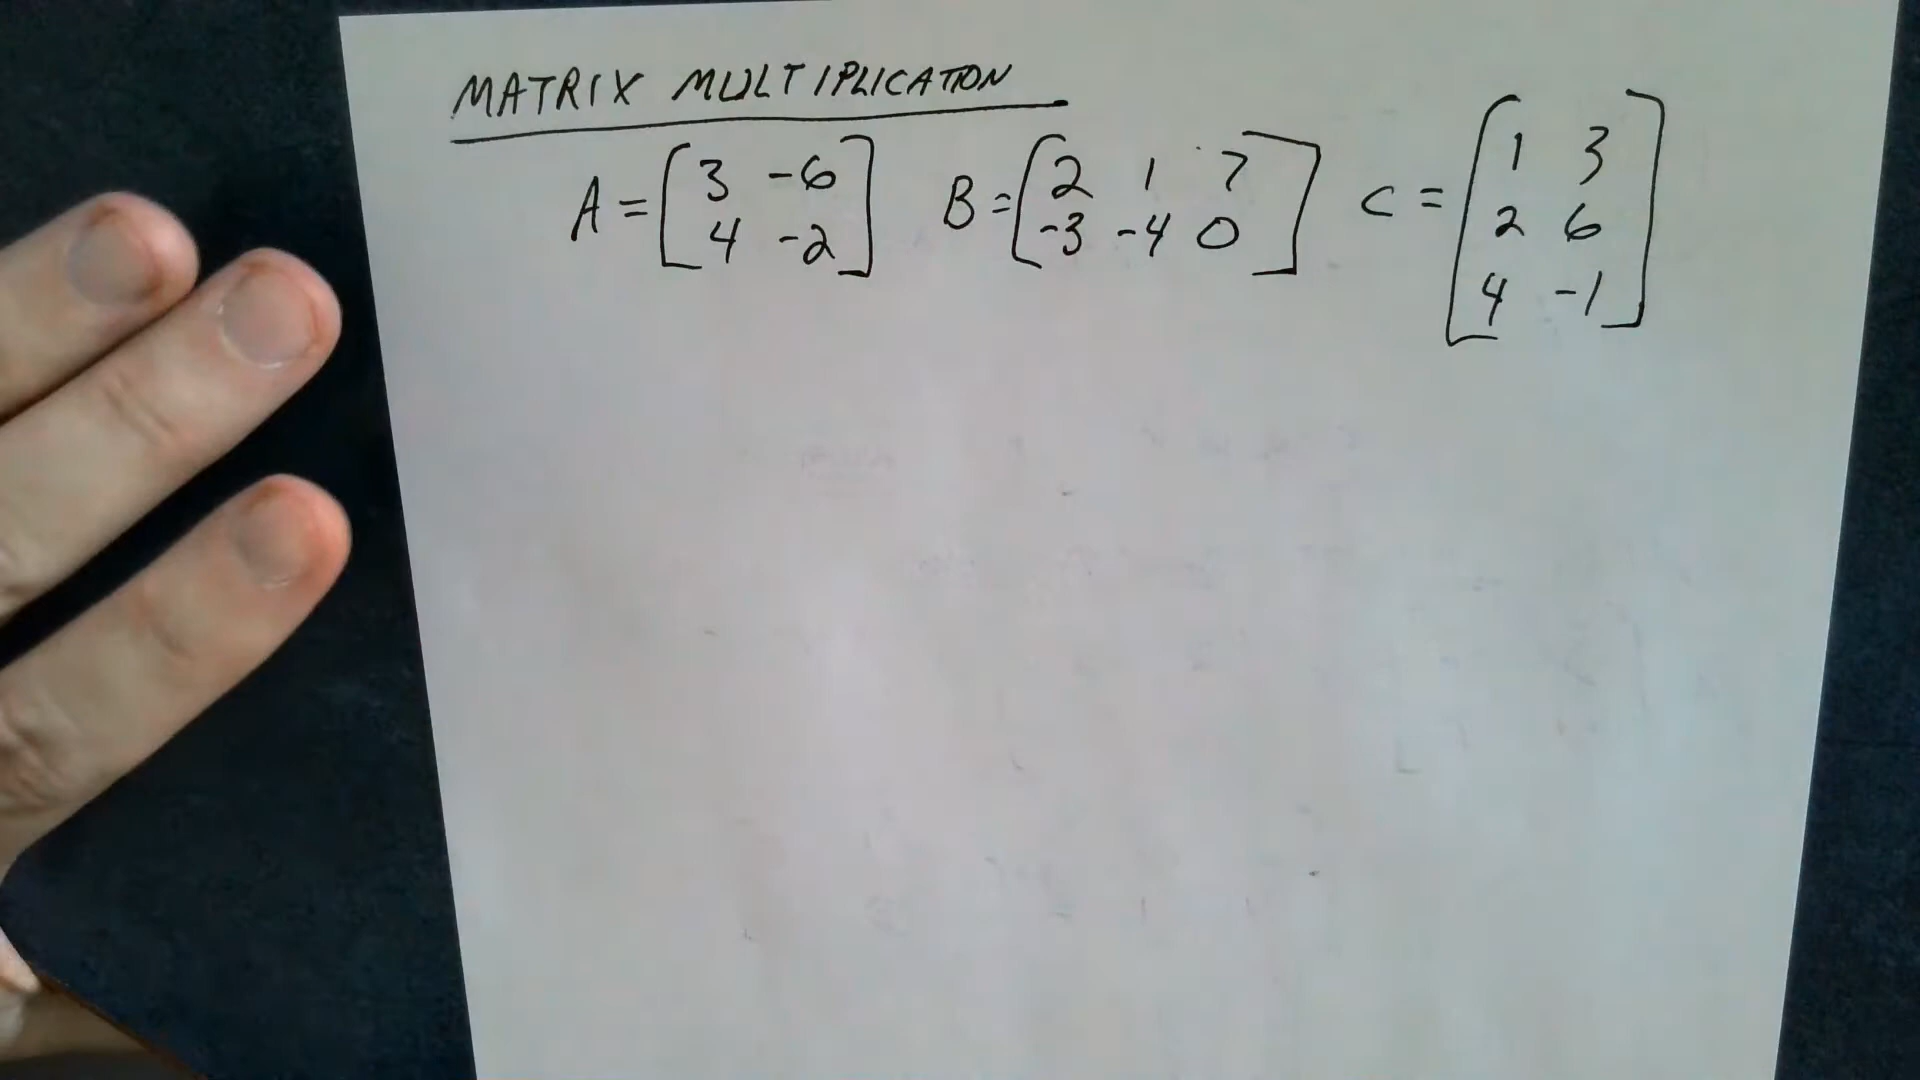 MATRIX MULTIPLICATION
A = [3 -6
4 -2] B = [2 1 7
-3 -4 0] C = [1 3
2 6
4 -1]